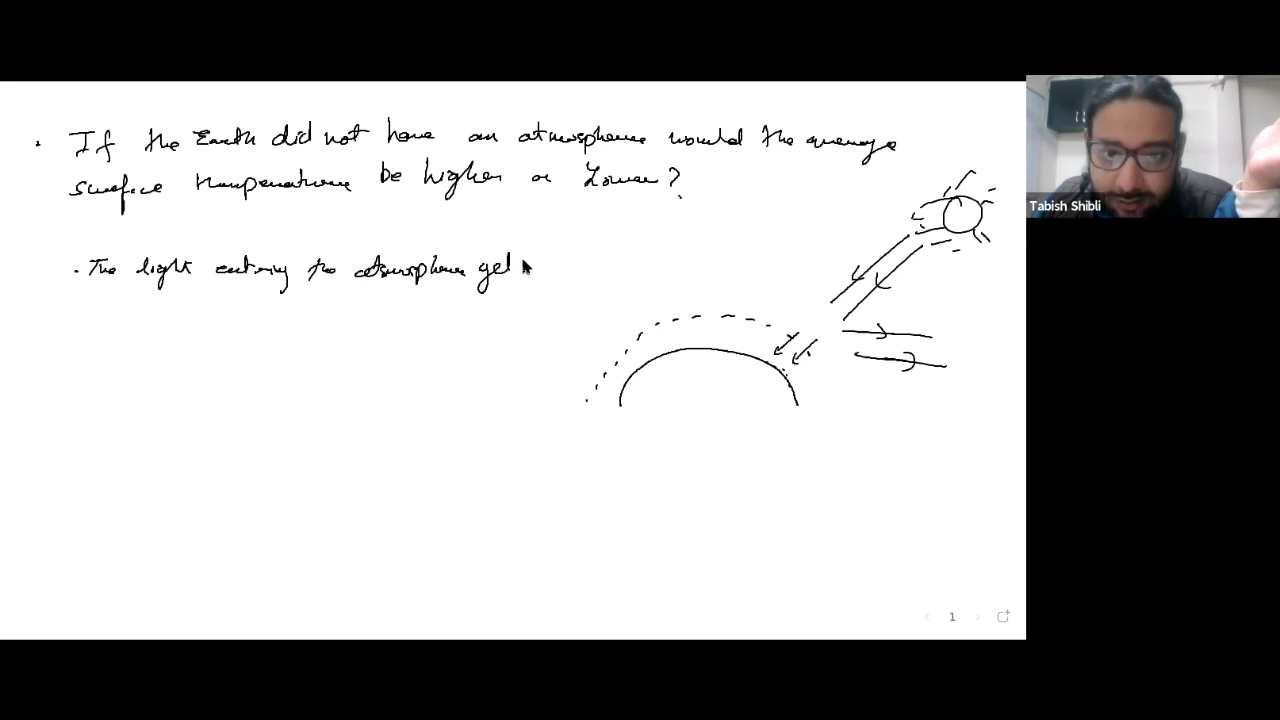 . If the Earth did not have an atmosphere would the average
surface temperature be higher or Lower?
. The light entering the atmosphere get
Tabish Shibli
1